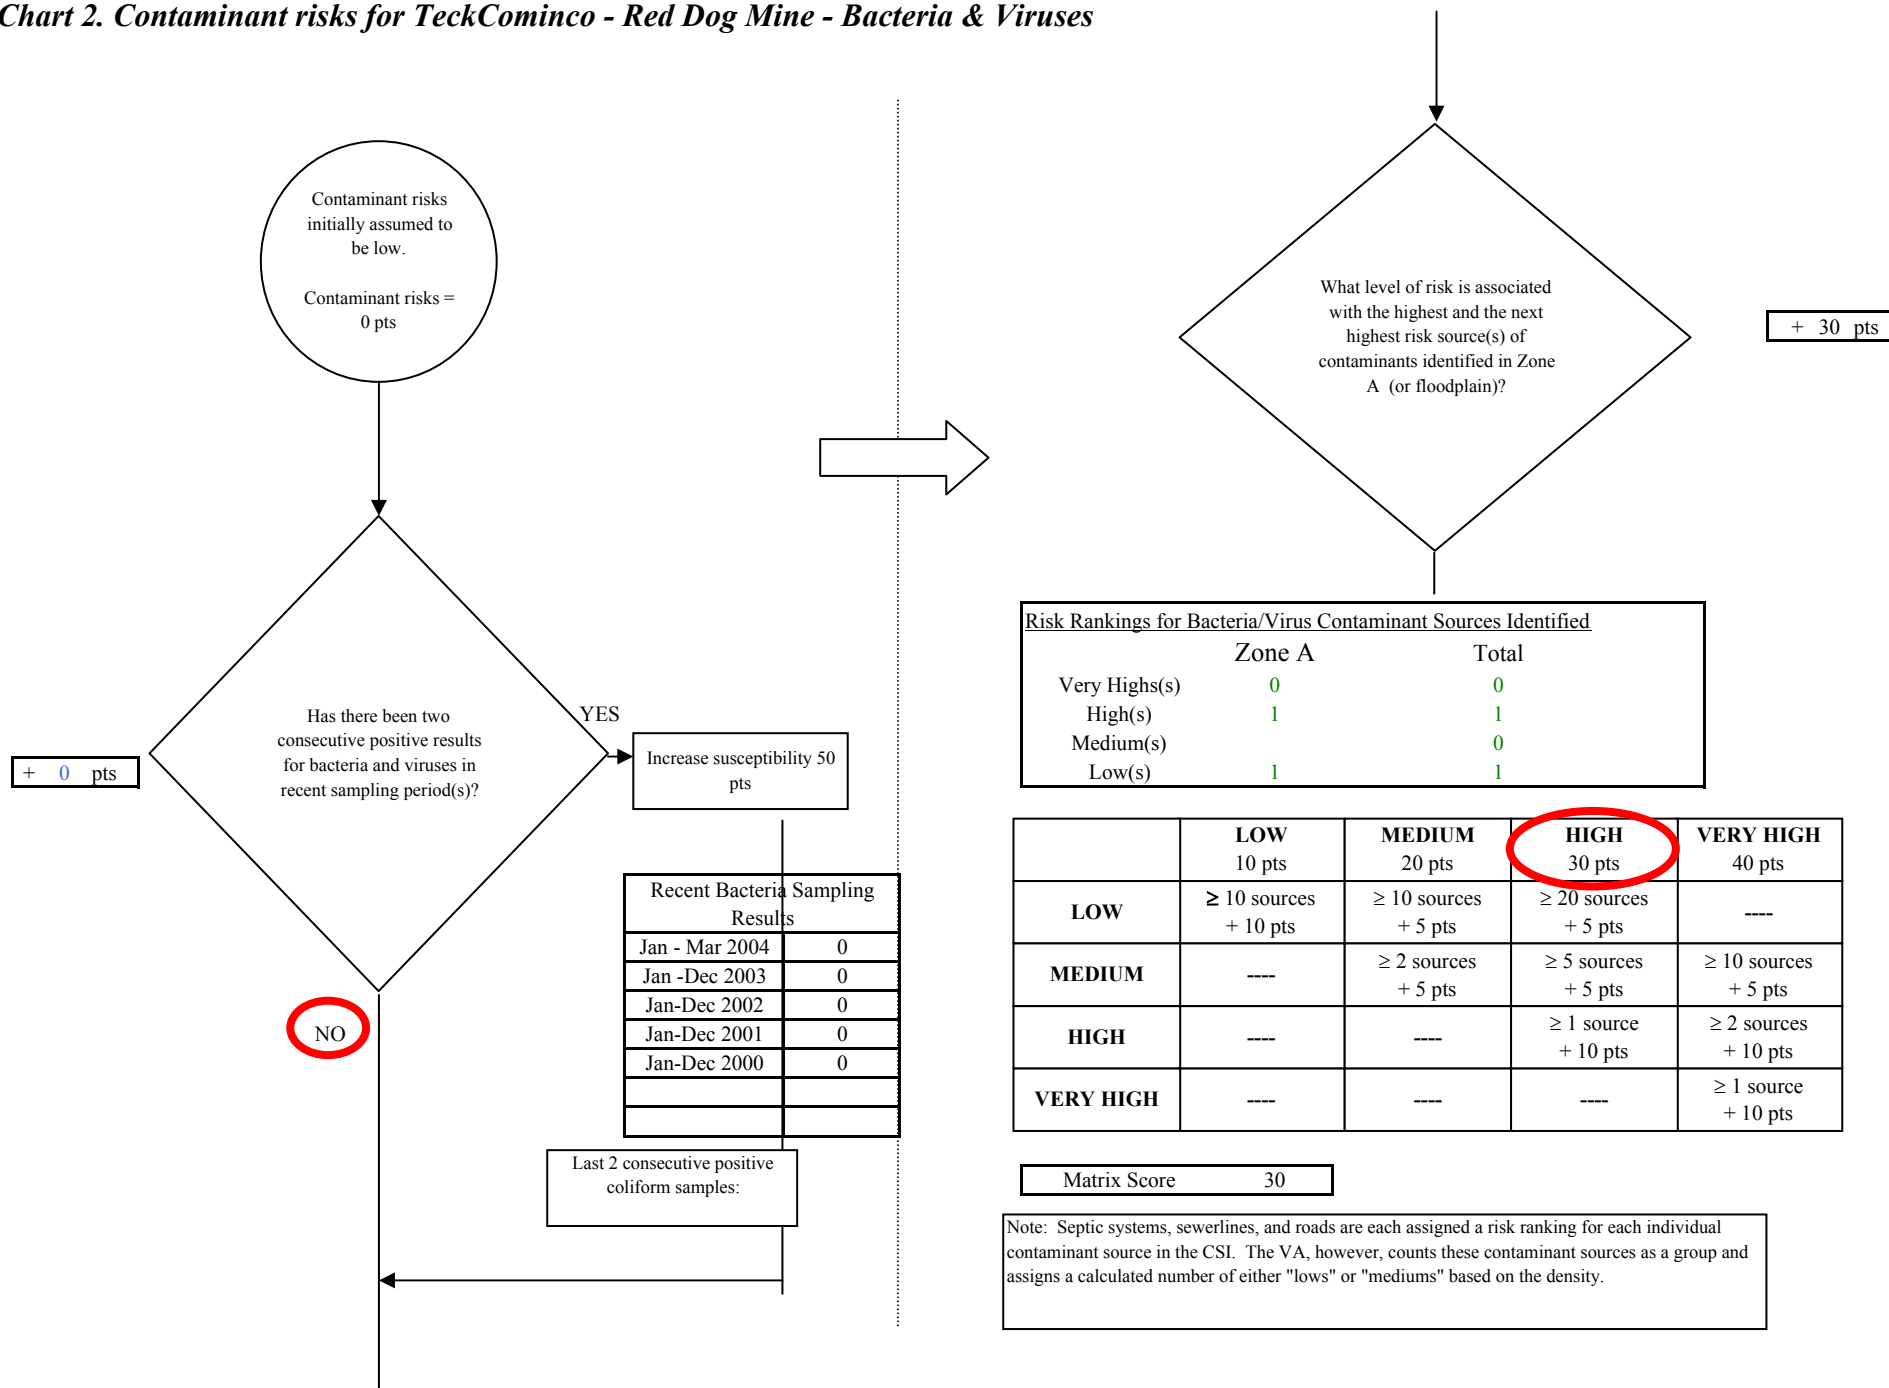 Chart 2. Contaminant risks for TeckCominco - Red Dog Mine - Bacteria & Viruses
Contaminant risks
initially assumed to
be low.
Contaminant risks =
0 pts
Has there been two
consecutive positive results
for bacteria and viruses in
recent sampling period(s)?
+ 0 pts
YES
Increase susceptibility 50
pts
Recent Bacteria Sampling
Results
Jan - Mar 2004 0
Jan -Dec 2003 0
Jan-Dec 2002 0
Jan-Dec 2001 0
Jan-Dec 2000 0
NO
Last 2 consecutive positive
coliform samples:
What level of risk is associated
with the highest and the next
highest risk source(s) of
contaminants identified in Zone
A (or floodplain)?
+ 30 pts
Risk Rankings for Bacteria/Virus Contaminant Sources Identified
Zone A Total
Very Highs(s) 0 0
High(s) 1 1
Medium(s) 0
Low(s) 1 1
LOW MEDIUM HIGH VERY HIGH
10 pts 20 pts 30 pts 40 pts
LOW ≥ 10 sources ≥ 10 sources ≥ 20 sources ----
+ 10 pts + 5 pts + 5 pts
MEDIUM ---- ≥ 2 sources ≥ 5 sources ≥ 10 sources
+ 5 pts + 5 pts + 5 pts
HIGH ---- ---- ≥ 1 source ≥ 2 sources
+ 10 pts + 10 pts
VERY HIGH ---- ---- ---- ≥ 1 source
+ 10 pts
Matrix Score 30
Note: Septic systems, sewerlines, and roads are each assigned a risk ranking for each individual
contaminant source in the CSI. The VA, however, counts these contaminant sources as a group and
assigns a calculated number of either "lows" or "mediums" based on the density.